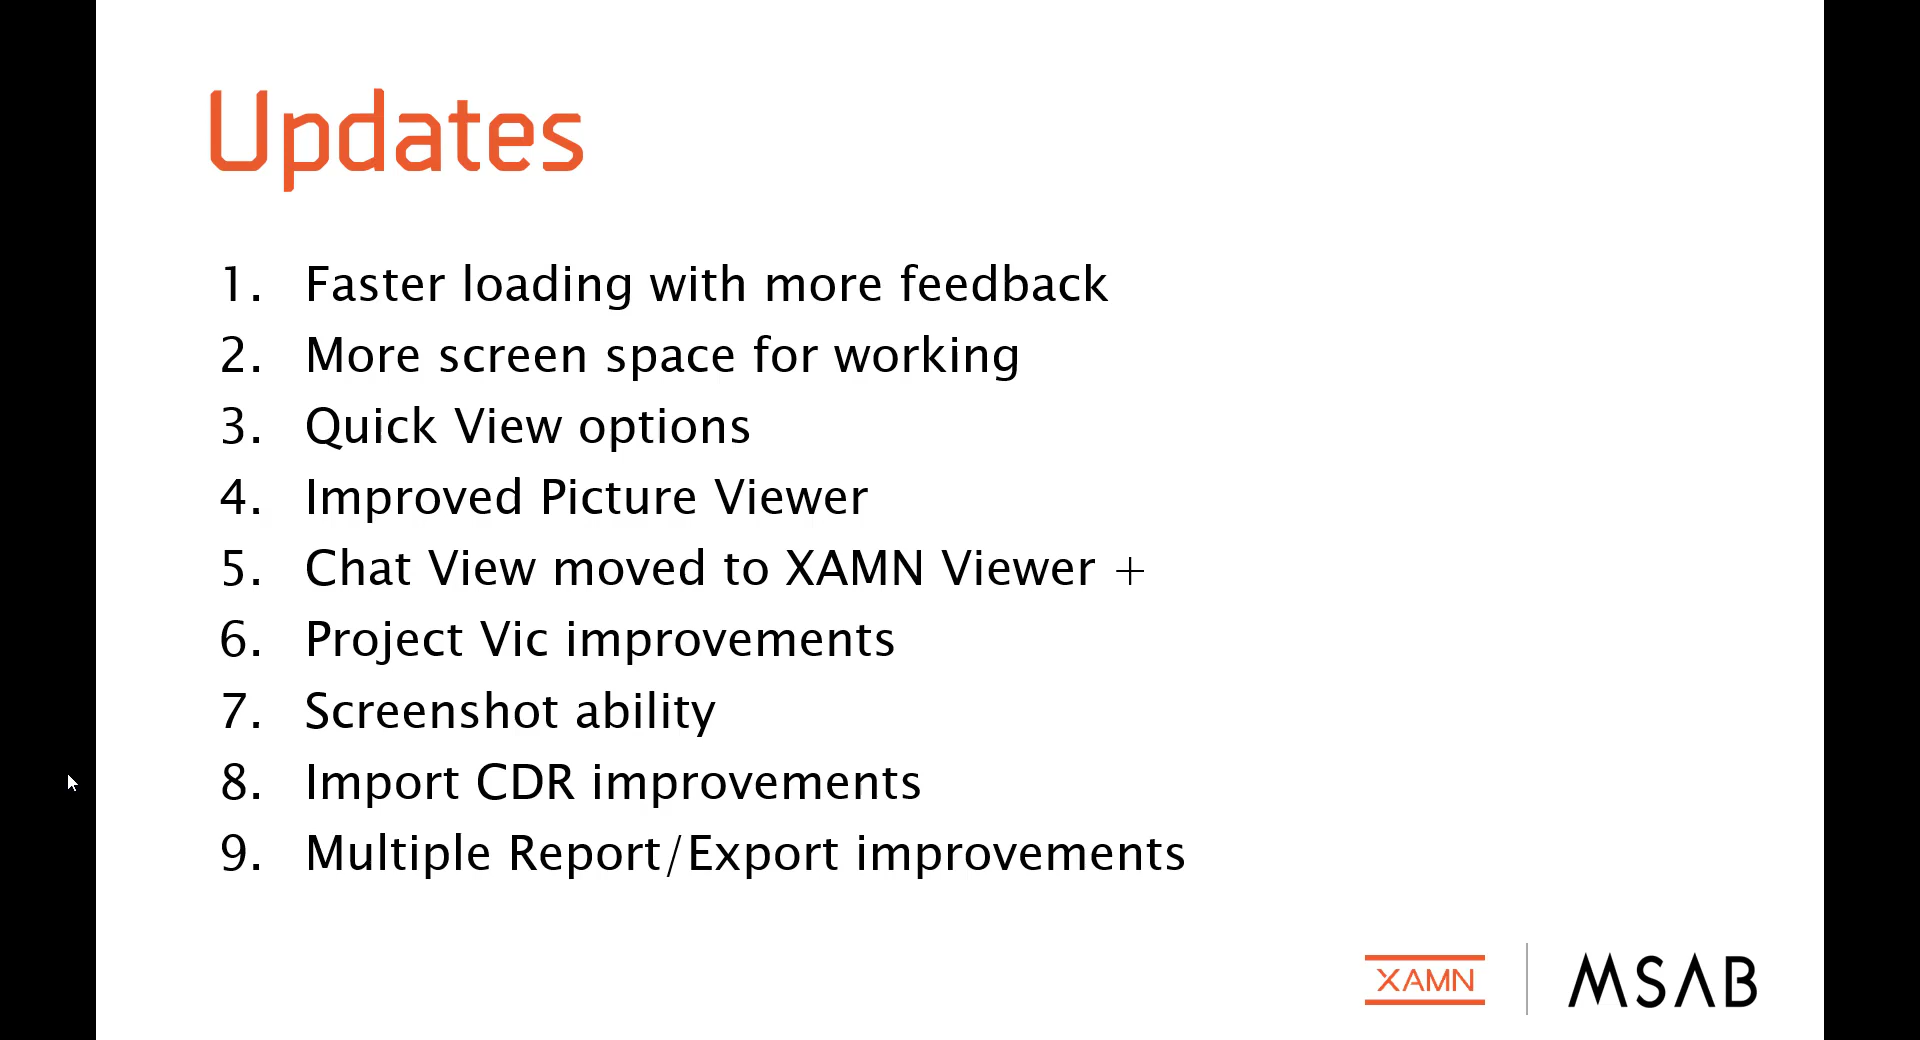 Updates
1. Faster loading with more feedback
2. More screen space for working
3. Quick View options
4. Improved Picture Viewer
5. Chat View moved to XAMN Viewer +
6. Project Vic improvements
7. Screenshot ability
8. Import CDR improvements
9. Multiple Report/Export improvements
XAMN | MSAB